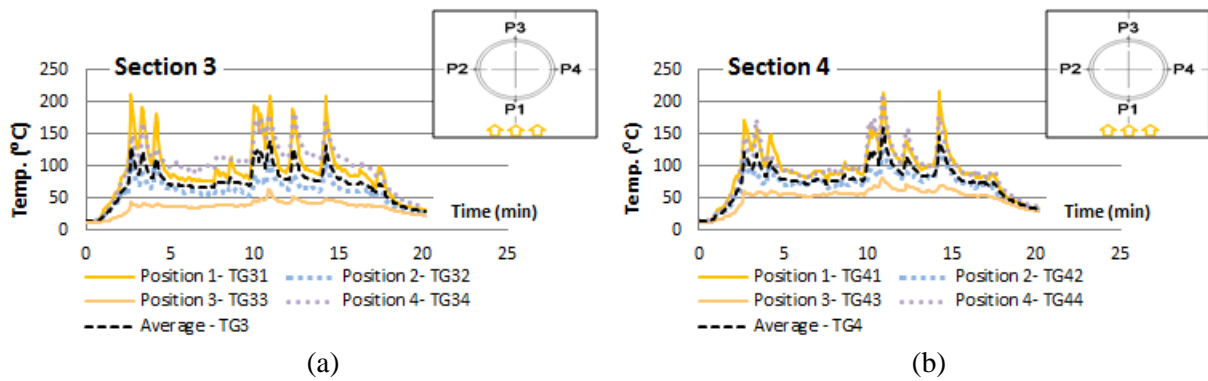 Section 3
P3
P2
P4
P1
Temp. (°C)
250
200
150
100
50
0
0
5
10
15
20
25
Time (min)
Position 1- TG31
Position 2- TG32
Position 3- TG33
Position 4- TG34
Average - TG3
(a)
Section 4
P3
P2
P4
P1
Temp. (°C)
250
200
150
100
50
0
0
5
10
15
20
25
Time (min)
Position 1- TG41
Position 2- TG42
Position 3- TG43
Position 4- TG44
Average - TG4
(b)